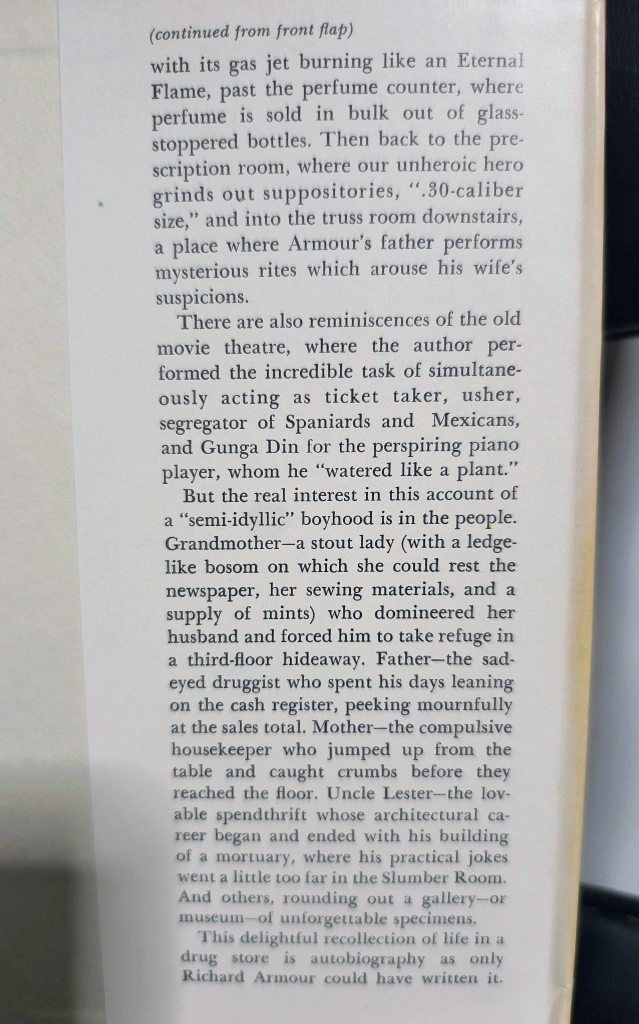 (continued from front flap)
with its gas jet burning like an Eternal
Flame, past the perfume counter, where
perfume is sold in bulk out of glass-
stoppered bottles. Then back to the pre-
scription room, where our unheroic hero
grinds out suppositories, ".30-caliber
size," and into the truss room downstairs,
a place where Armour's father performs
mysterious rites which arouse his wife's
suspicions.
There are also reminiscences of the old
movie theatre, where the author per-
formed the incredible task of simultane-
ously acting as ticket taker, usher,
segregator of Spaniards and Mexicans,
and Gunga Din for the perspiring piano
player, whom he "watered like a plant."
But the real interest in this account of
a "semi-idyllic" boyhood is in the people.
Grandmother—a stout lady (with a ledge-
like bosom on which she could rest the
newspaper, her sewing materials, and a
supply of mints) who domineered her
husband and forced him to take refuge in
a third-floor hideaway. Father—the sad-
eyed druggist who spent his days leaning
on the cash register, peeking mournfully
at the sales total. Mother—the compulsive
housekeeper who jumped up from the
table and caught crumbs before they
reached the floor. Uncle Lester—the lov-
able spendthrift whose architectural ca-
reer began and ended with his building
of a mortuary, where his practical jokes
went a little too far in the Slumber Room.
And others, rounding out a gallery—or
museum—of unforgettable specimens.
This delightful recollection of life in a
drug store is autobiography as only
Richard Armour could have written it.